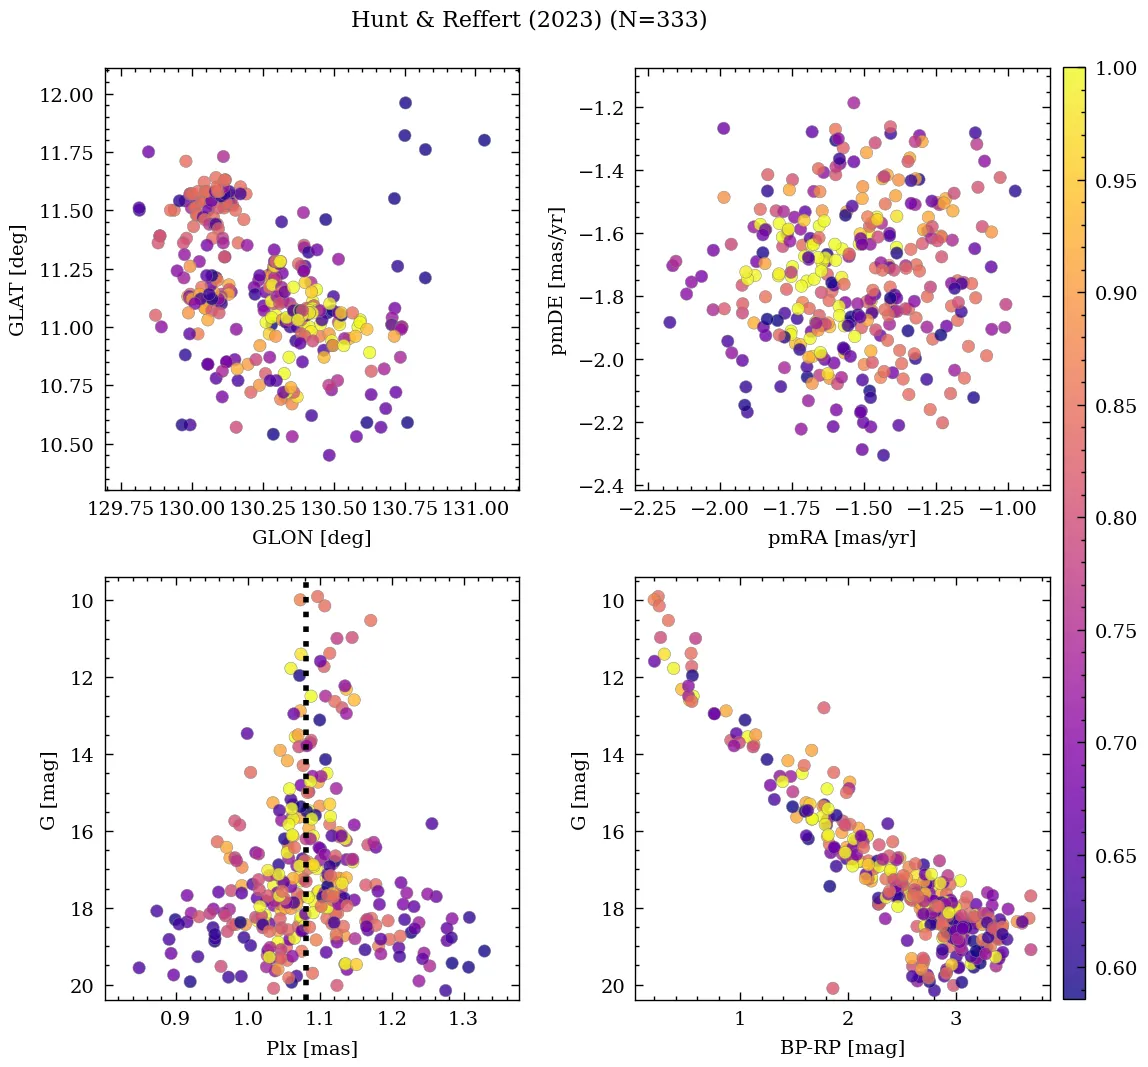 Hunt & Reffert (2023) (N=333)
12.00
11.75
11.50
11.25
11.00
10.75
10.50
GLAT [deg]
129.75 130.00 130.25 130.50 130.75 131.00
GLON [deg]
−1.2
−1.4
−1.6
−1.8
−2.0
−2.2
−2.4
pmDE [mas/yr]
−2.25 −2.00 −1.75 −1.50 −1.25 −1.00
pmRA [mas/yr]
10
12
14
16
18
20
G [mag]
0.9 1.0 1.1 1.2 1.3
Plx [mas]
10
12
14
16
18
20
G [mag]
1 2 3
BP-RP [mag]
1.00
0.95
0.90
0.85
0.80
0.75
0.70
0.65
0.60